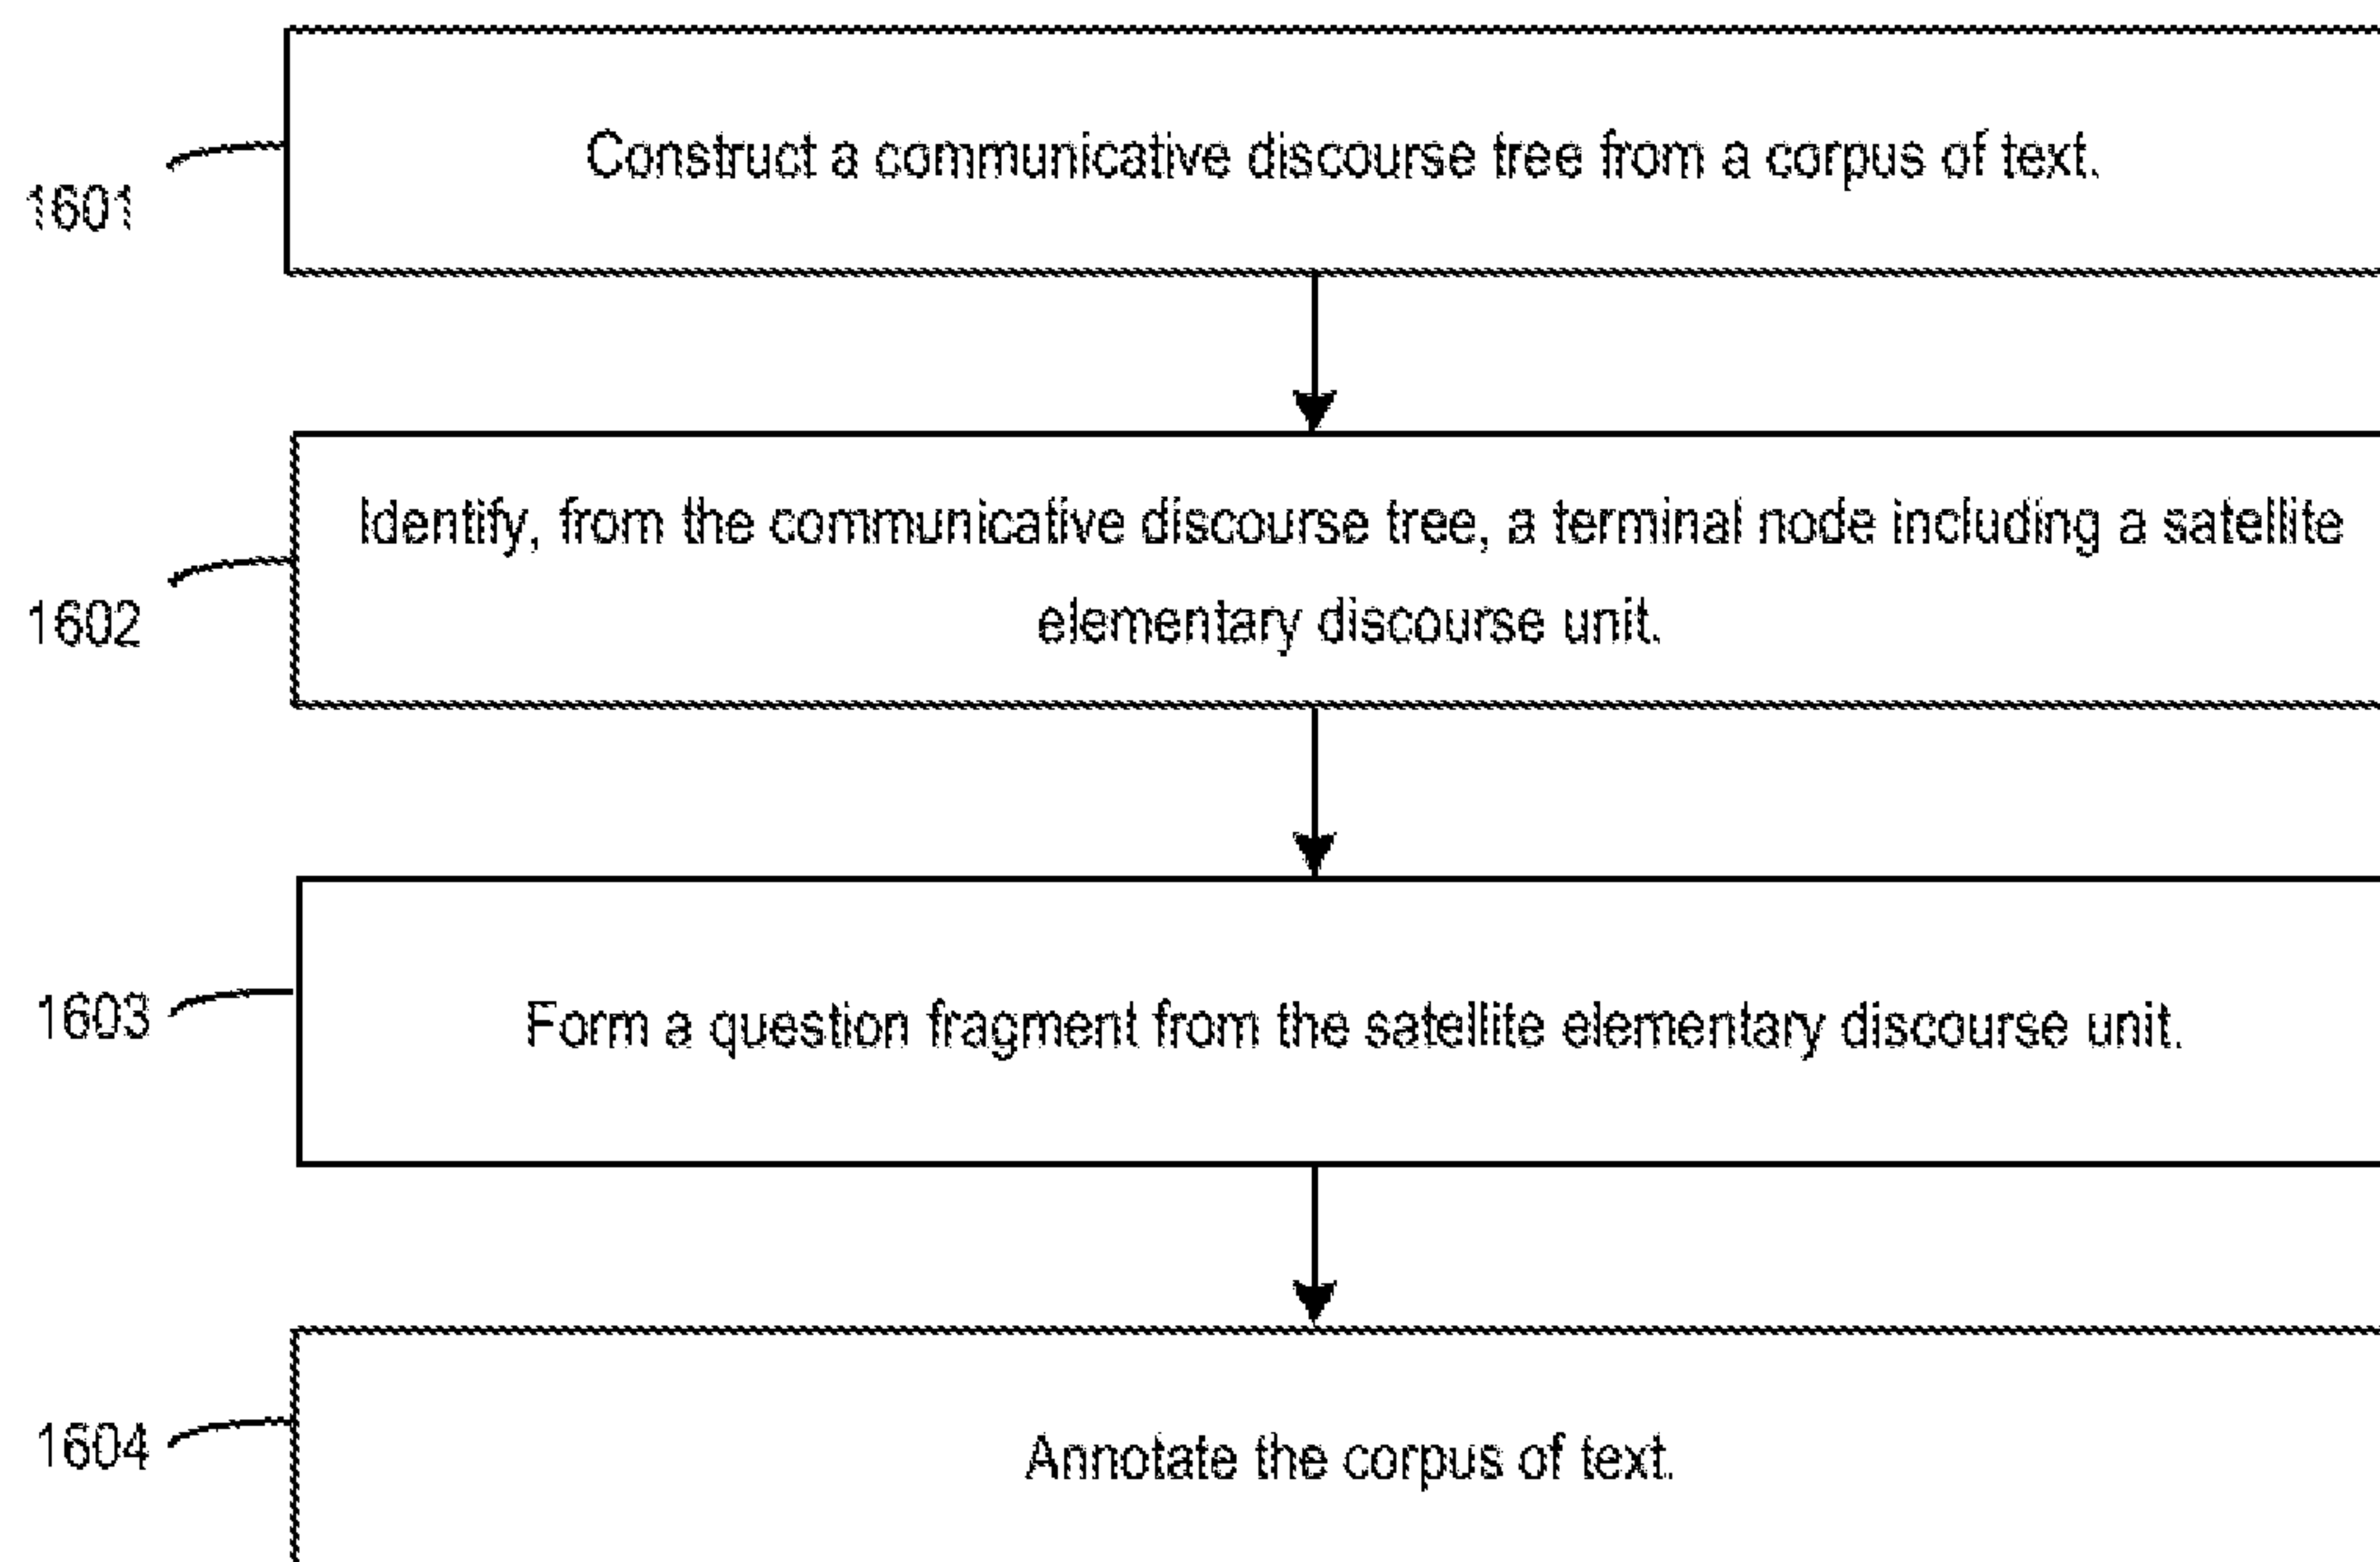 Construct a communicative discourse tree from a corpus of text.
1601
Identify, from the communicative discourse tree, a terminal node including a satellite
elementary discourse unit.
1602
Form a question fragment from the satellite elementary discourse unit.
1603
Annotate the corpus of text.
1604